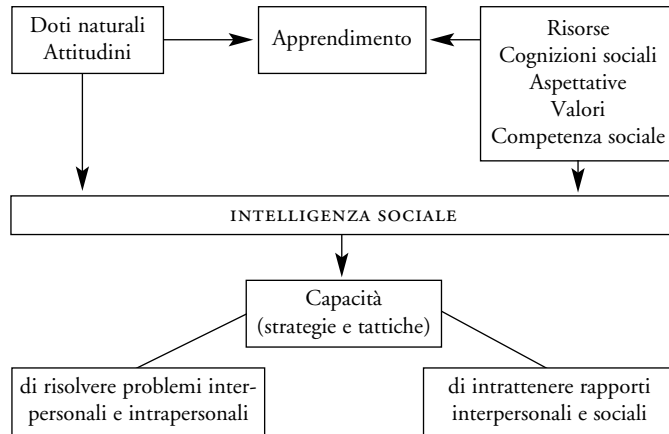 Doti naturali
Attitudini
Apprendimento
Risorse
Cognizioni sociali
Aspettative
Valori
Competenza sociale
INTELLIGENZA SOCIALE
Capacità
(strategie e tattiche)
di risolvere problemi inter-
personali e intrapersonali
di intrattenere rapporti
interpersonali e sociali